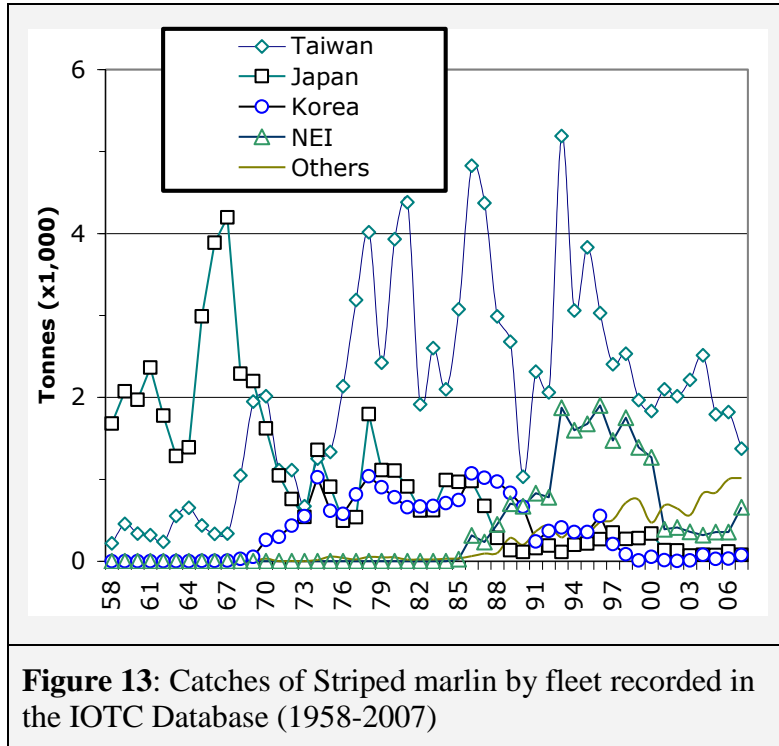 Taiwan
Japan
Korea
NEI
Others
Tonnes (x1,000)
6
4
2
0
58 61 64 67 70 73 76 79 82 85 88 91 94 97 00 03 06
Figure 13: Catches of Striped marlin by fleet recorded in
the IOTC Database (1958-2007)